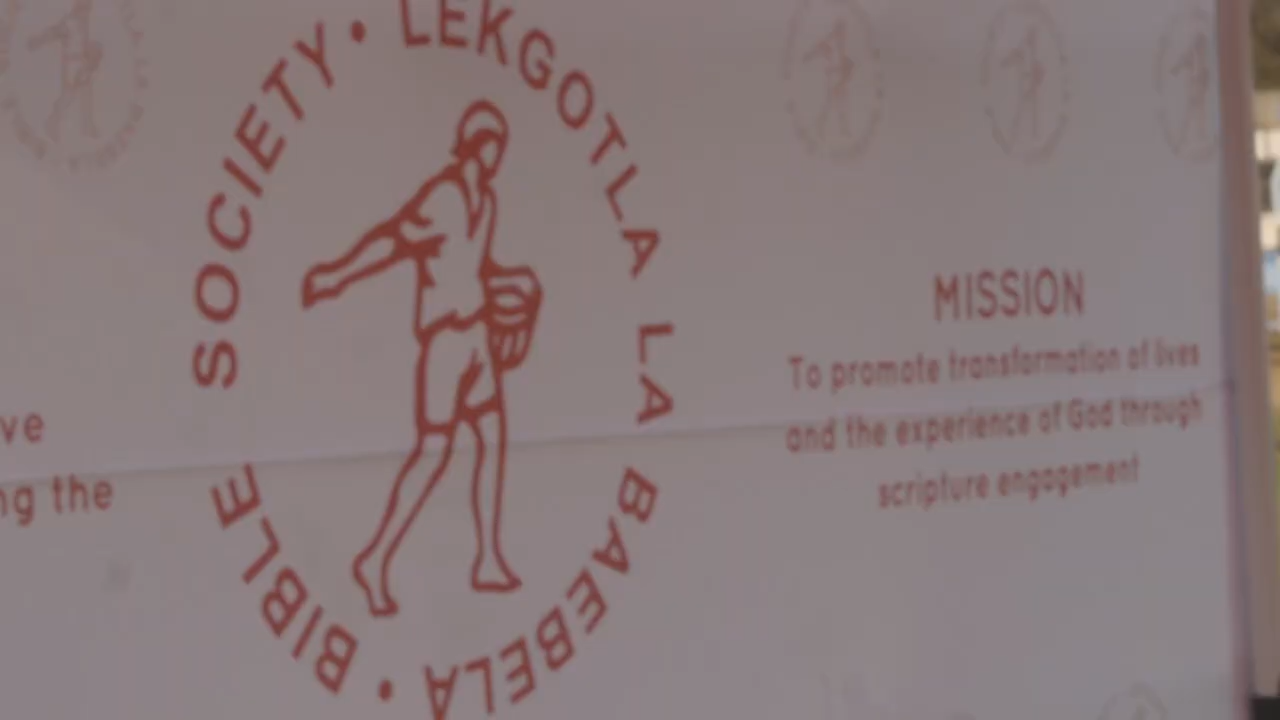 BIBLE SOCIETY • LEKGOTLA LA BAEBELA •
ve
ng the
MISSION
To promote transformation of lives
and the experience of God through
scripture engagement